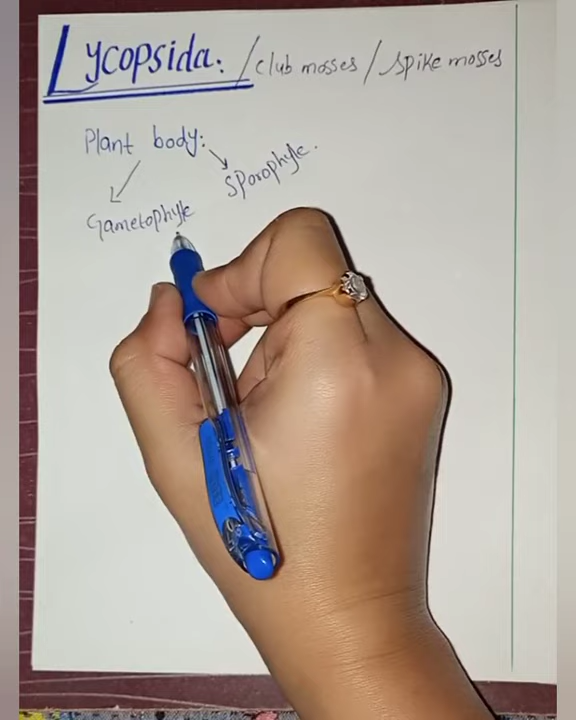 Lycopsida: /club mosses / spike mosses
Plant body:
Sporophyte.
Gametophyte